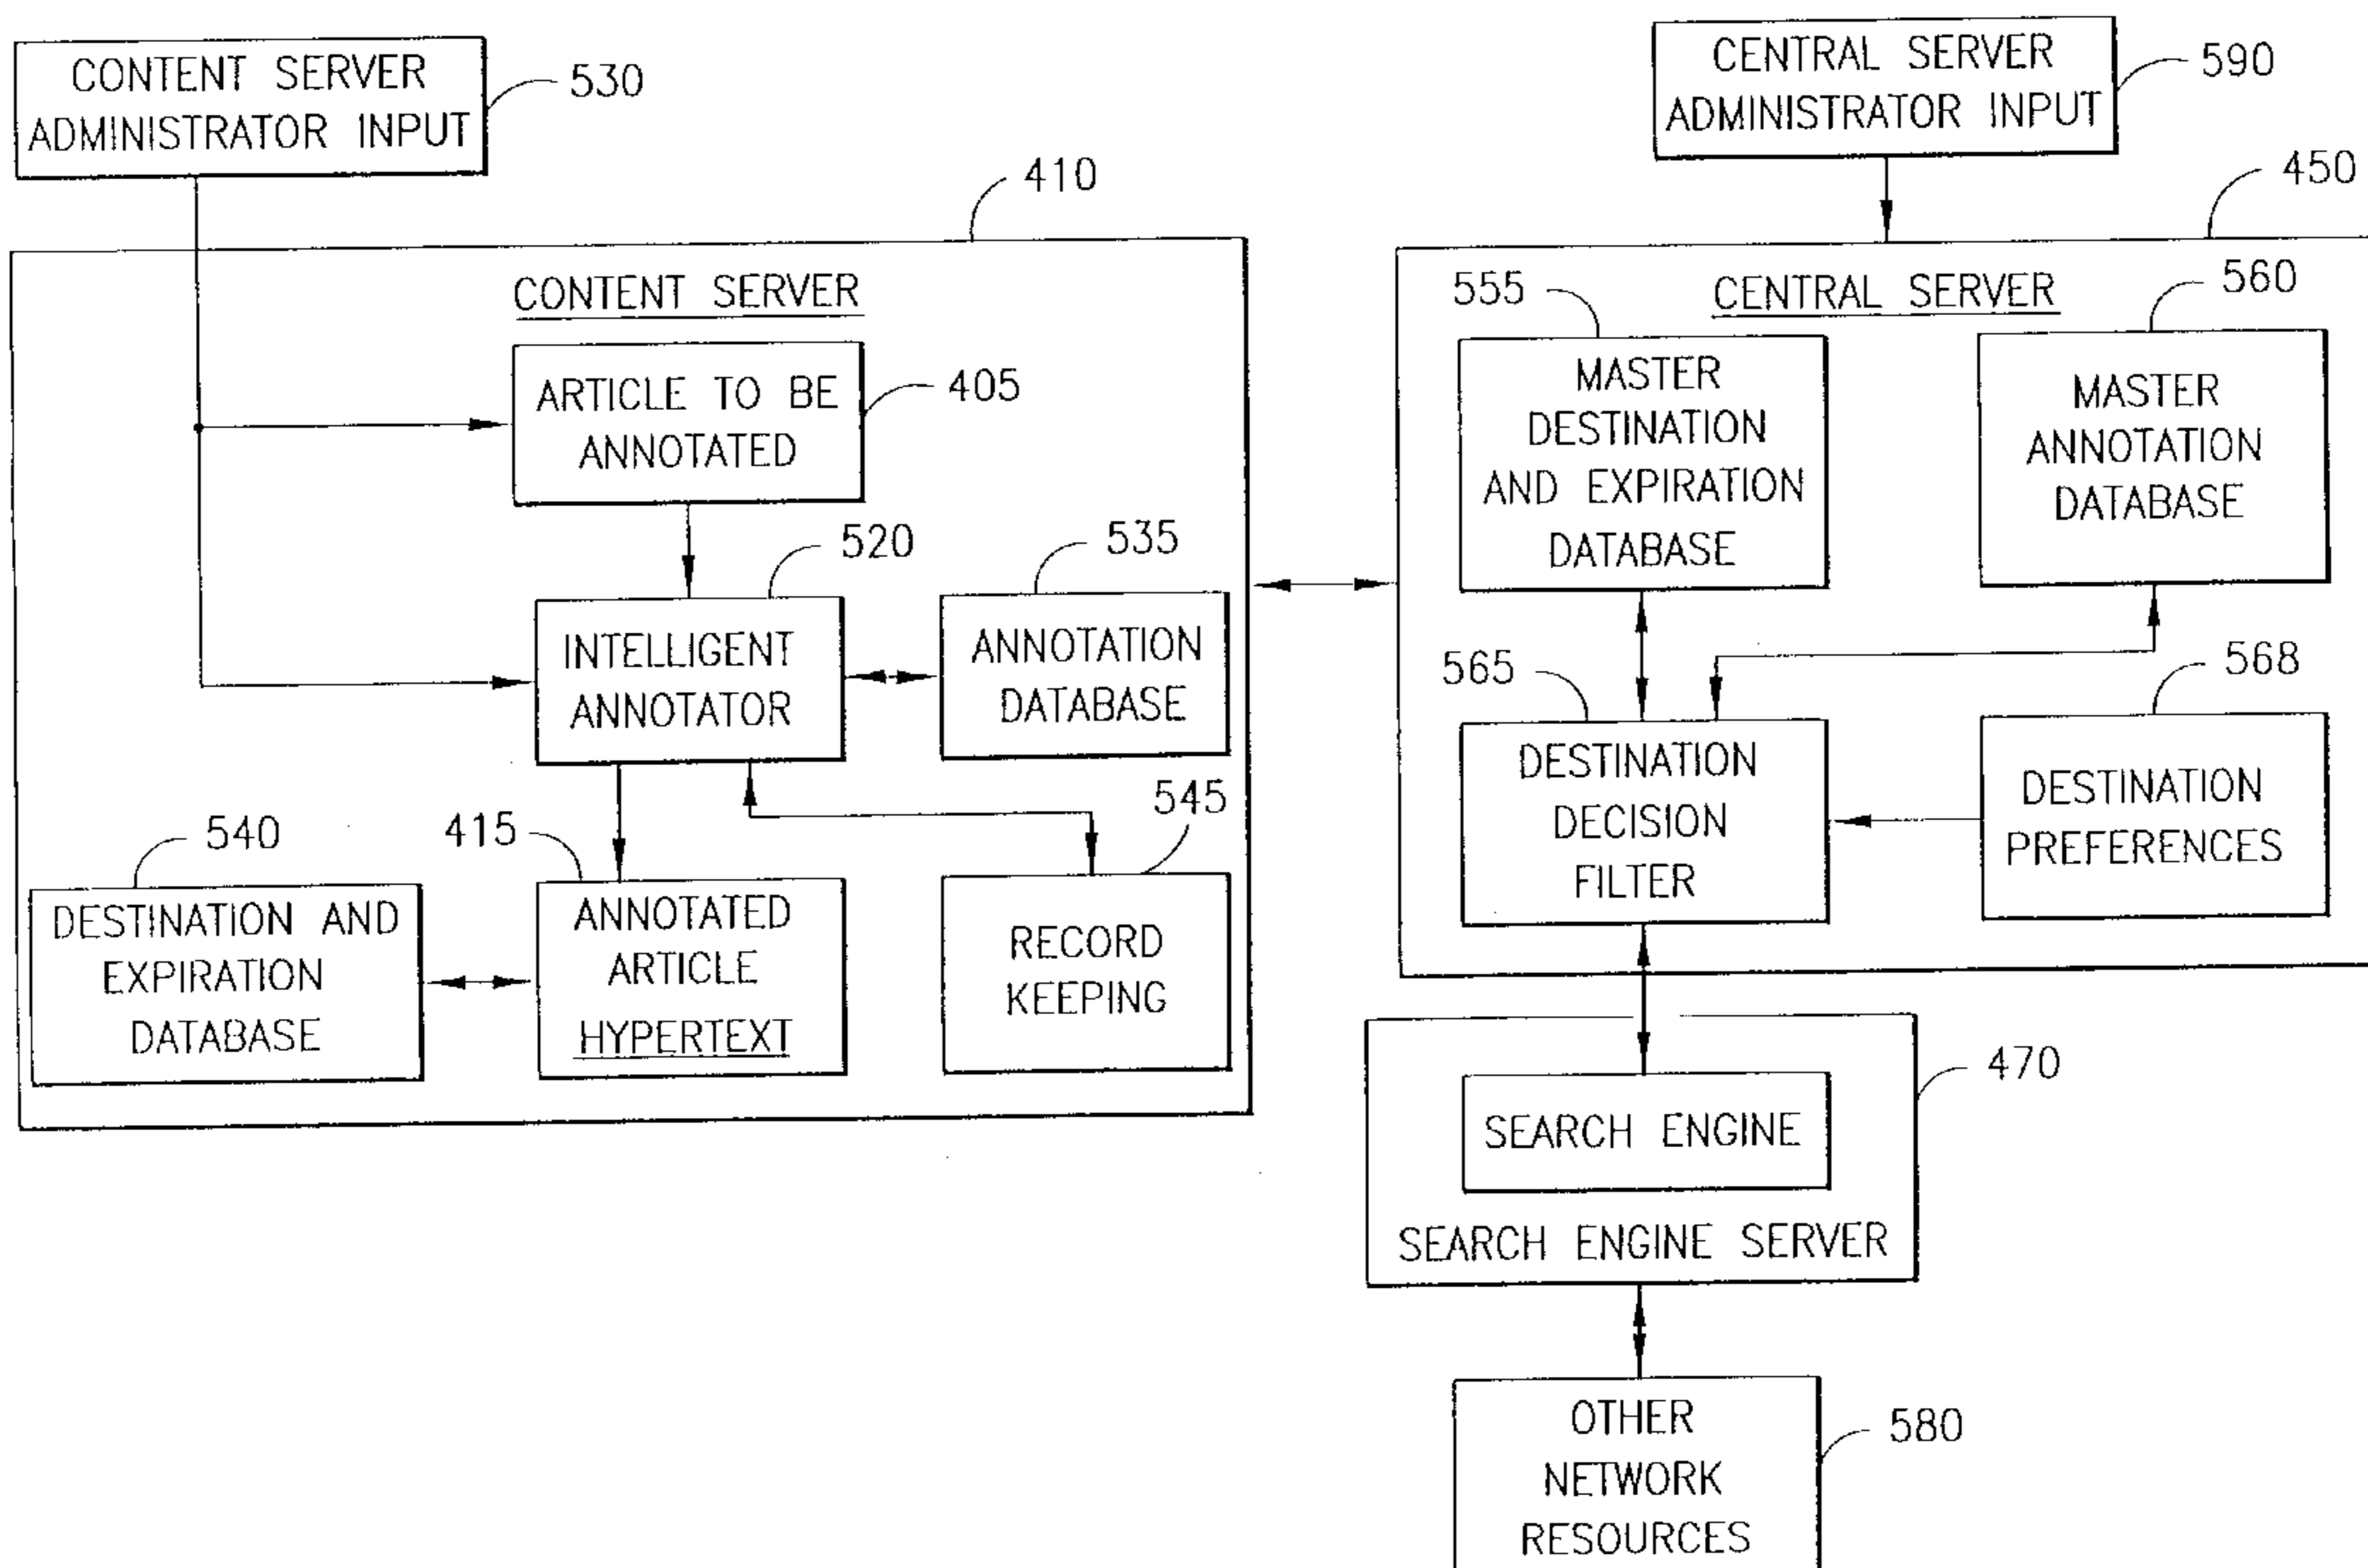 CONTENT SERVER
ADMINISTRATOR INPUT
530
CENTRAL SERVER
ADMINISTRATOR INPUT
590
410
CONTENT SERVER
ARTICLE TO BE
ANNOTATED
405
520
INTELLIGENT
ANNOTATOR
535
ANNOTATION
DATABASE
540
DESTINATION AND
EXPIRATION
DATABASE
415
ANNOTATED
ARTICLE
HYPERTEXT
545
RECORD
KEEPING
450
CENTRAL SERVER
555
MASTER
DESTINATION
AND EXPIRATION
DATABASE
560
MASTER
ANNOTATION
DATABASE
565
DESTINATION
DECISION
FILTER
568
DESTINATION
PREFERENCES
470
SEARCH ENGINE
SEARCH ENGINE SERVER
580
OTHER
NETWORK
RESOURCES